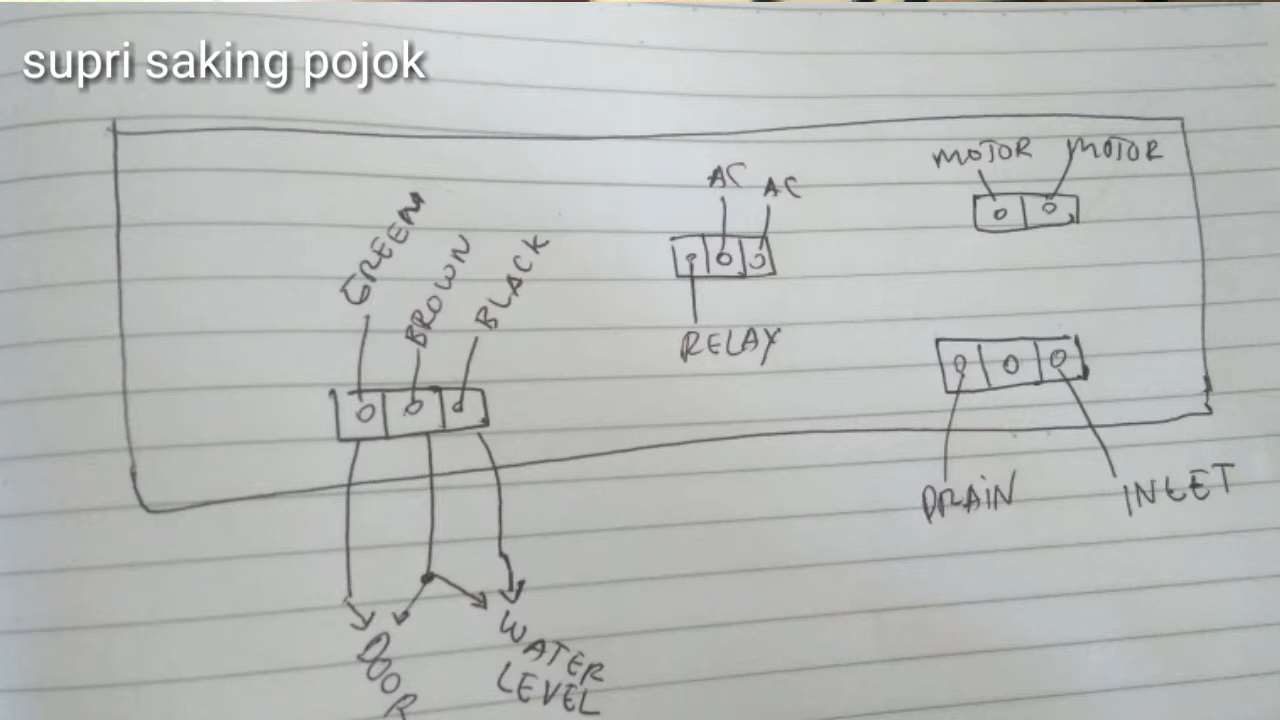 supri saking pojok
MOTOR MOTOR
AC AC
GREEN
BROWN
BLACK
RELAY
DRAIN
INLET
DOOR
WATER
LEVEL